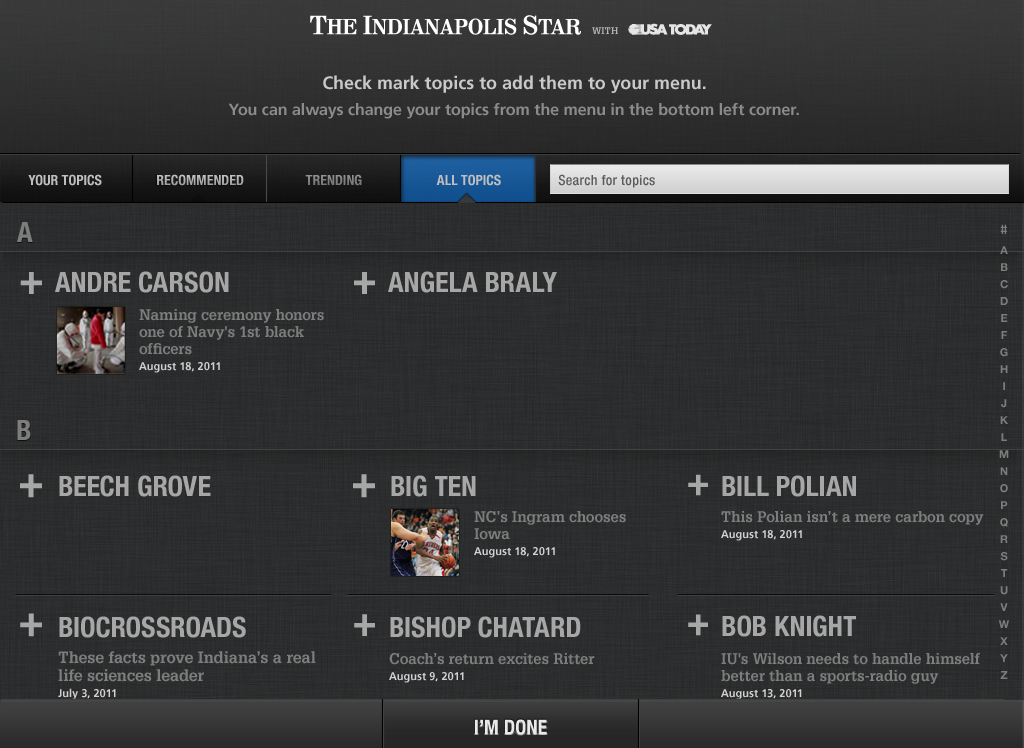 THE INDIANAPOLIS STAR WITH USA TODAY
Check mark topics to add them to your menu.
You can always change your topics from the menu in the bottom left corner.
YOUR TOPICS RECOMMENDED TRENDING ALL TOPICS Search for topics
A
+ ANDRE CARSON + ANGELA BRALY
Naming ceremony honors
one of Navy's 1st black
officers
August 18, 2011
B
+ BEECH GROVE + BIG TEN + BILL POLIAN
NC's Ingram chooses
Iowa
August 18, 2011
This Polian isn't a mere carbon copy
August 18, 2011
+ BIOCROSSROADS + BISHOP CHATARD + BOB KNIGHT
These facts prove Indiana's a real
life sciences leader
July 3, 2011
Coach's return excites Ritter
August 9, 2011
IU's Wilson needs to handle himself
better than a sports-radio guy
August 13, 2011
#
A
B
C
D
E
F
G
H
I
J
K
L
M
N
O
P
Q
R
S
T
U
V
W
X
Y
Z
I'M DONE